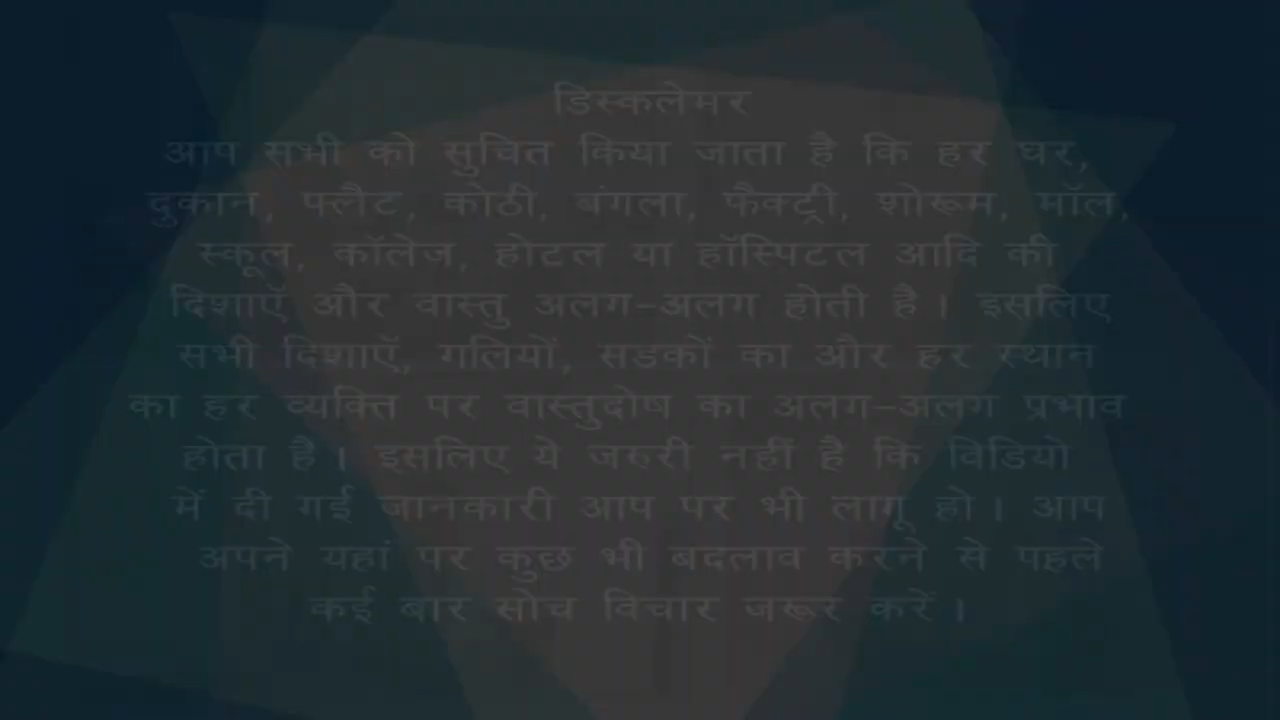 डिस्कलेमर
आप सभी को सुचित किया जाता है कि हर घर,
दुकान, फ्लैट, कोठी, बंगला, फैक्ट्री, शोरूम, मॉल,
स्कूल, कॉलेज, होटल या हॉस्पिटल आदि की
दिशाएँ और वास्तु अलग-अलग होती है। इसलिए
सभी दिशाएँ, गलियों, सडकों का और हर स्थान
का हर व्यक्ति पर वास्तुदोष का अलग-अलग प्रभाव
होता है। इसलिए ये जरुरी नहीं है कि विडियो
में दी गई जानकारी आप पर भी लागू हो। आप
अपने यहां पर कुछ भी बदलाव करने से पहले
कई बार सोच विचार जरूर करें।